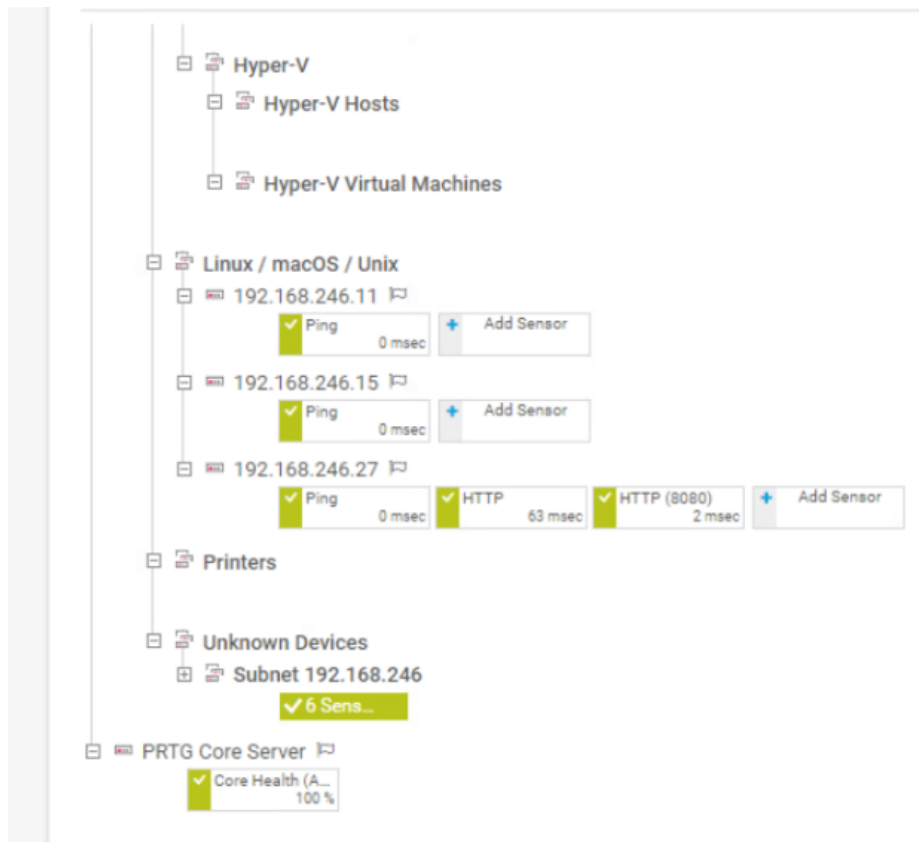 Hyper-V
Hyper-V Hosts
Hyper-V Virtual Machines
Linux / macOS / Unix
192.168.246.11
Ping
0 msec
Add Sensor
192.168.246.15
Ping
0 msec
Add Sensor
192.168.246.27
Ping
0 msec
HTTP
63 msec
HTTP (8080)
2 msec
Add Sensor
Printers
Unknown Devices
Subnet 192.168.246
6 Sens...
PRTG Core Server
Core Health (A...
100 %